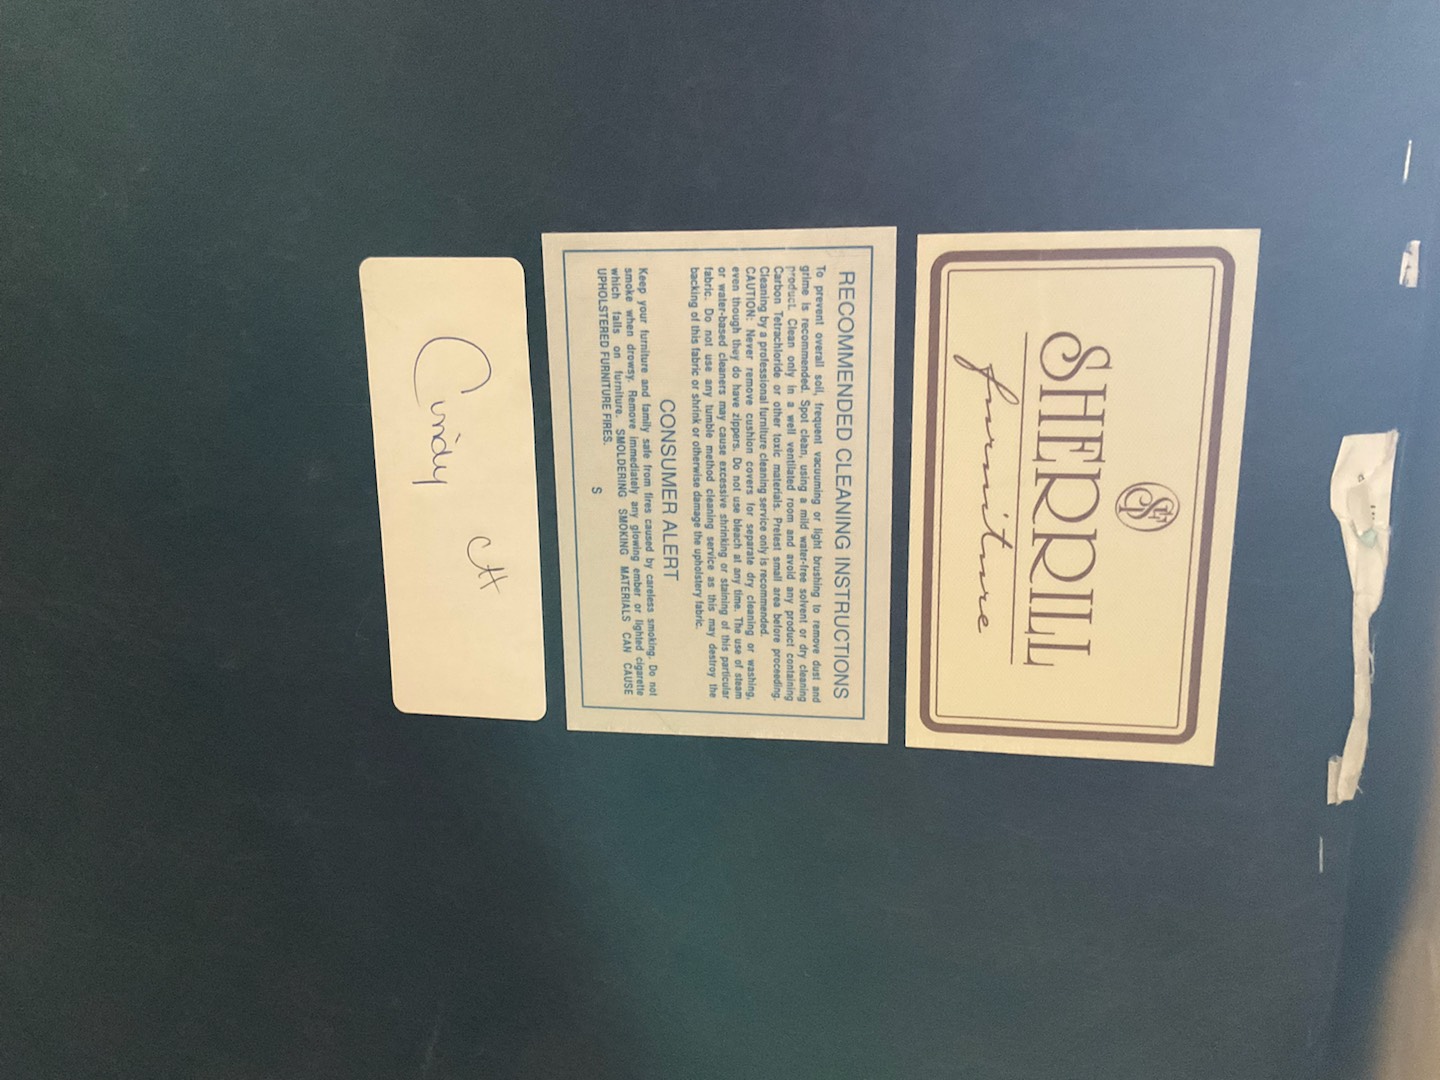 SF
SHERRILL
furniture
RECOMMENDED CLEANING INSTRUCTIONS
To prevent overall soil, frequent vacuuming or light brushing to remove dust and
grime is recommended. Spot clean, using a mild water-free solvent or dry cleaning
product. Clean only in a well ventilated room and avoid any product containing
Carbon Tetrachloride or other toxic materials. Pretest small area before proceeding.
Cleaning by a professional furniture cleaning service only is recommended.
CAUTION: Never remove cushion covers for separate dry cleaning or washing,
even though they do have zippers. Do not use bleach at any time. The use of steam
or water-based cleaners may cause excessive shrinking or staining of this particular
fabric. Do not use any tumble method cleaning service as this may destroy the
backing of this fabric or shrink or otherwise damage the upholstery fabric.
CONSUMER ALERT
Keep your furniture and family safe from fires caused by careless smoking. Do not
smoke when drowsy. Remove immediately any glowing ember or lighted cigarette
which falls on furniture. SMOLDERING SMOKING MATERIALS CAN CAUSE
UPHOLSTERED FURNITURE FIRES.
S
Cindy